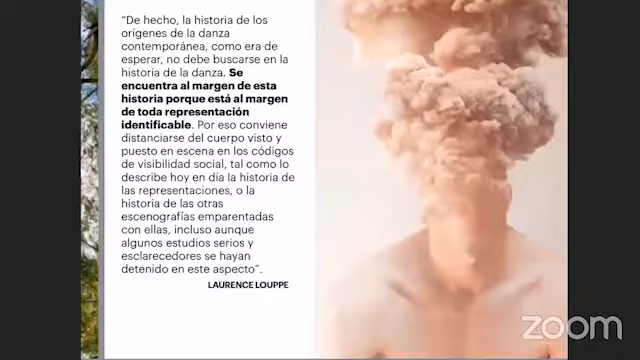 “De hecho, la historia de los
orígenes de la danza
contemporánea, como era de
esperar, no debe buscarse en la
historia de la danza. Se
encuentra al margen de esta
historia porque está al margen
de toda representación
identificable. Por eso conviene
distanciarse del cuerpo visto y
puesto en escena en los códigos
de visibilidad social, tal como lo
describe hoy en día la historia de
las representaciones, o la
historia de las otras
escenografías emparentadas
con ellas, incluso aunque
algunos estudios serios y
esclarecedores se hayan
detenido en este aspecto”.
LAURENCE LOUPPE
zoom